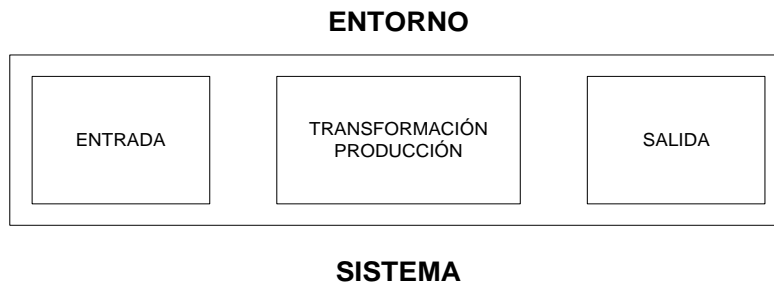 ENTORNO
ENTRADA
TRANSFORMACIÓN
PRODUCCIÓN
SALIDA
SISTEMA